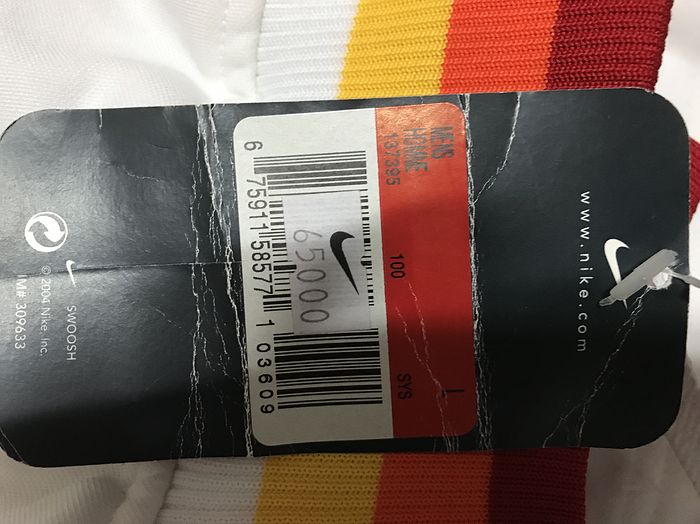 www.nike.com
MENS
HOMME
137395 100 SYS
L
65000
6 75911 58577 1 03609
SWOOSH
© 2004 Nike, Inc.
IM# 309633